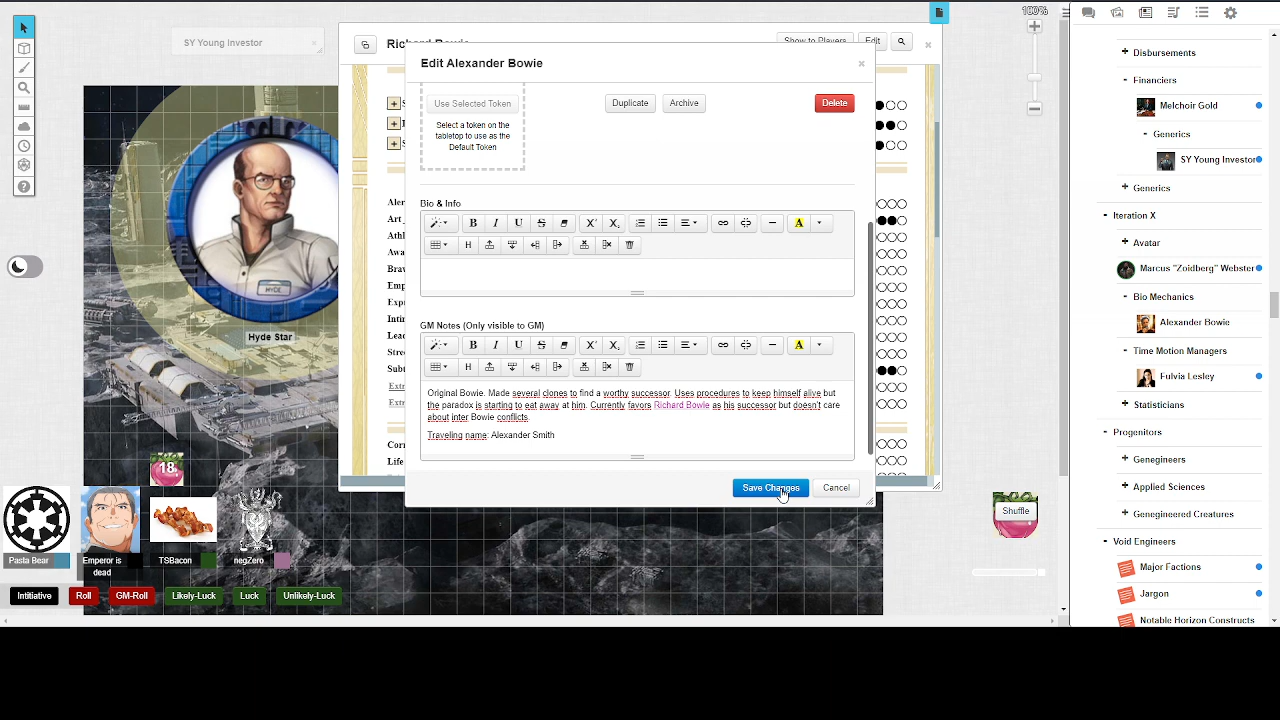 100%
SY Young Investor
Show to Players
Edit
Edit Alexander Bowie
Use Selected Token
Select a token on the
tabletop to use as the
Default Token
Duplicate
Archive
Delete
Bio & Info
GM Notes (Only visible to GM)
Original Bowie. Made several clones to find a worthy successor. Uses procedures to keep himself alive but
the paradox is starting to eat away at him. Currently favors Richard Bowie as his successor but doesn't care
about inter Bowie conflicts.
Traveling name: Alexander Smith
Save Changes
Cancel
Art
Life
HYDE
Hyde Star
18
Pasta Bear
Emperor is
dead
TSBacon
negZero
Intitiative
Roll
GM-Roll
Likely-Luck
Luck
Unlikely-Luck
Shuffle
Disbursements
Financiers
Melchoir Gold
Generics
SY Young Investor
Generics
Iteration X
Avatar
Marcus "Zoidberg" Webster
Bio Mechanics
Alexander Bowie
Time Motion Managers
Fulvia Lesley
Statisticians
Progenitors
Genegineers
Applied Sciences
Genegineered Creatures
Void Engineers
Major Factions
Jargon
Notable Horizon Constructs